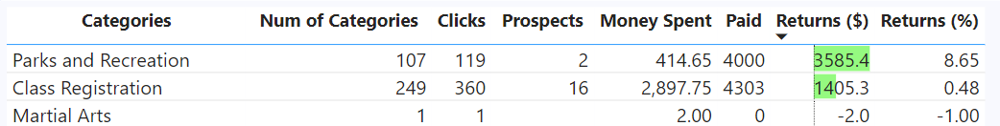 Categories Num of Categories Clicks Prospects Money Spent Paid Returns ($) Returns (%)
Parks and Recreation 107 119 2 414.65 4000 3585.4 8.65
Class Registration 249 360 16 2,897.75 4303 1405.3 0.48
Martial Arts 1 1 2.00 0 -2.0 -1.00